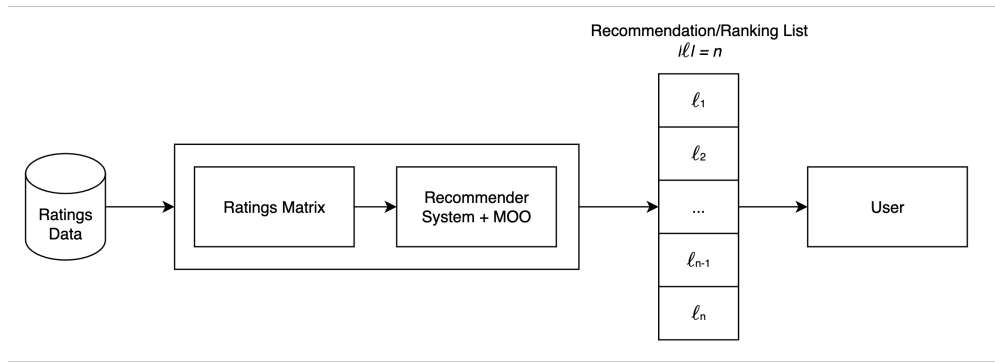 Recommendation/Ranking List
|ℓ| = n
ℓ1
ℓ2
...
ℓn-1
ℓn
Ratings
Data
Ratings Matrix
Recommender
System + MOO
User